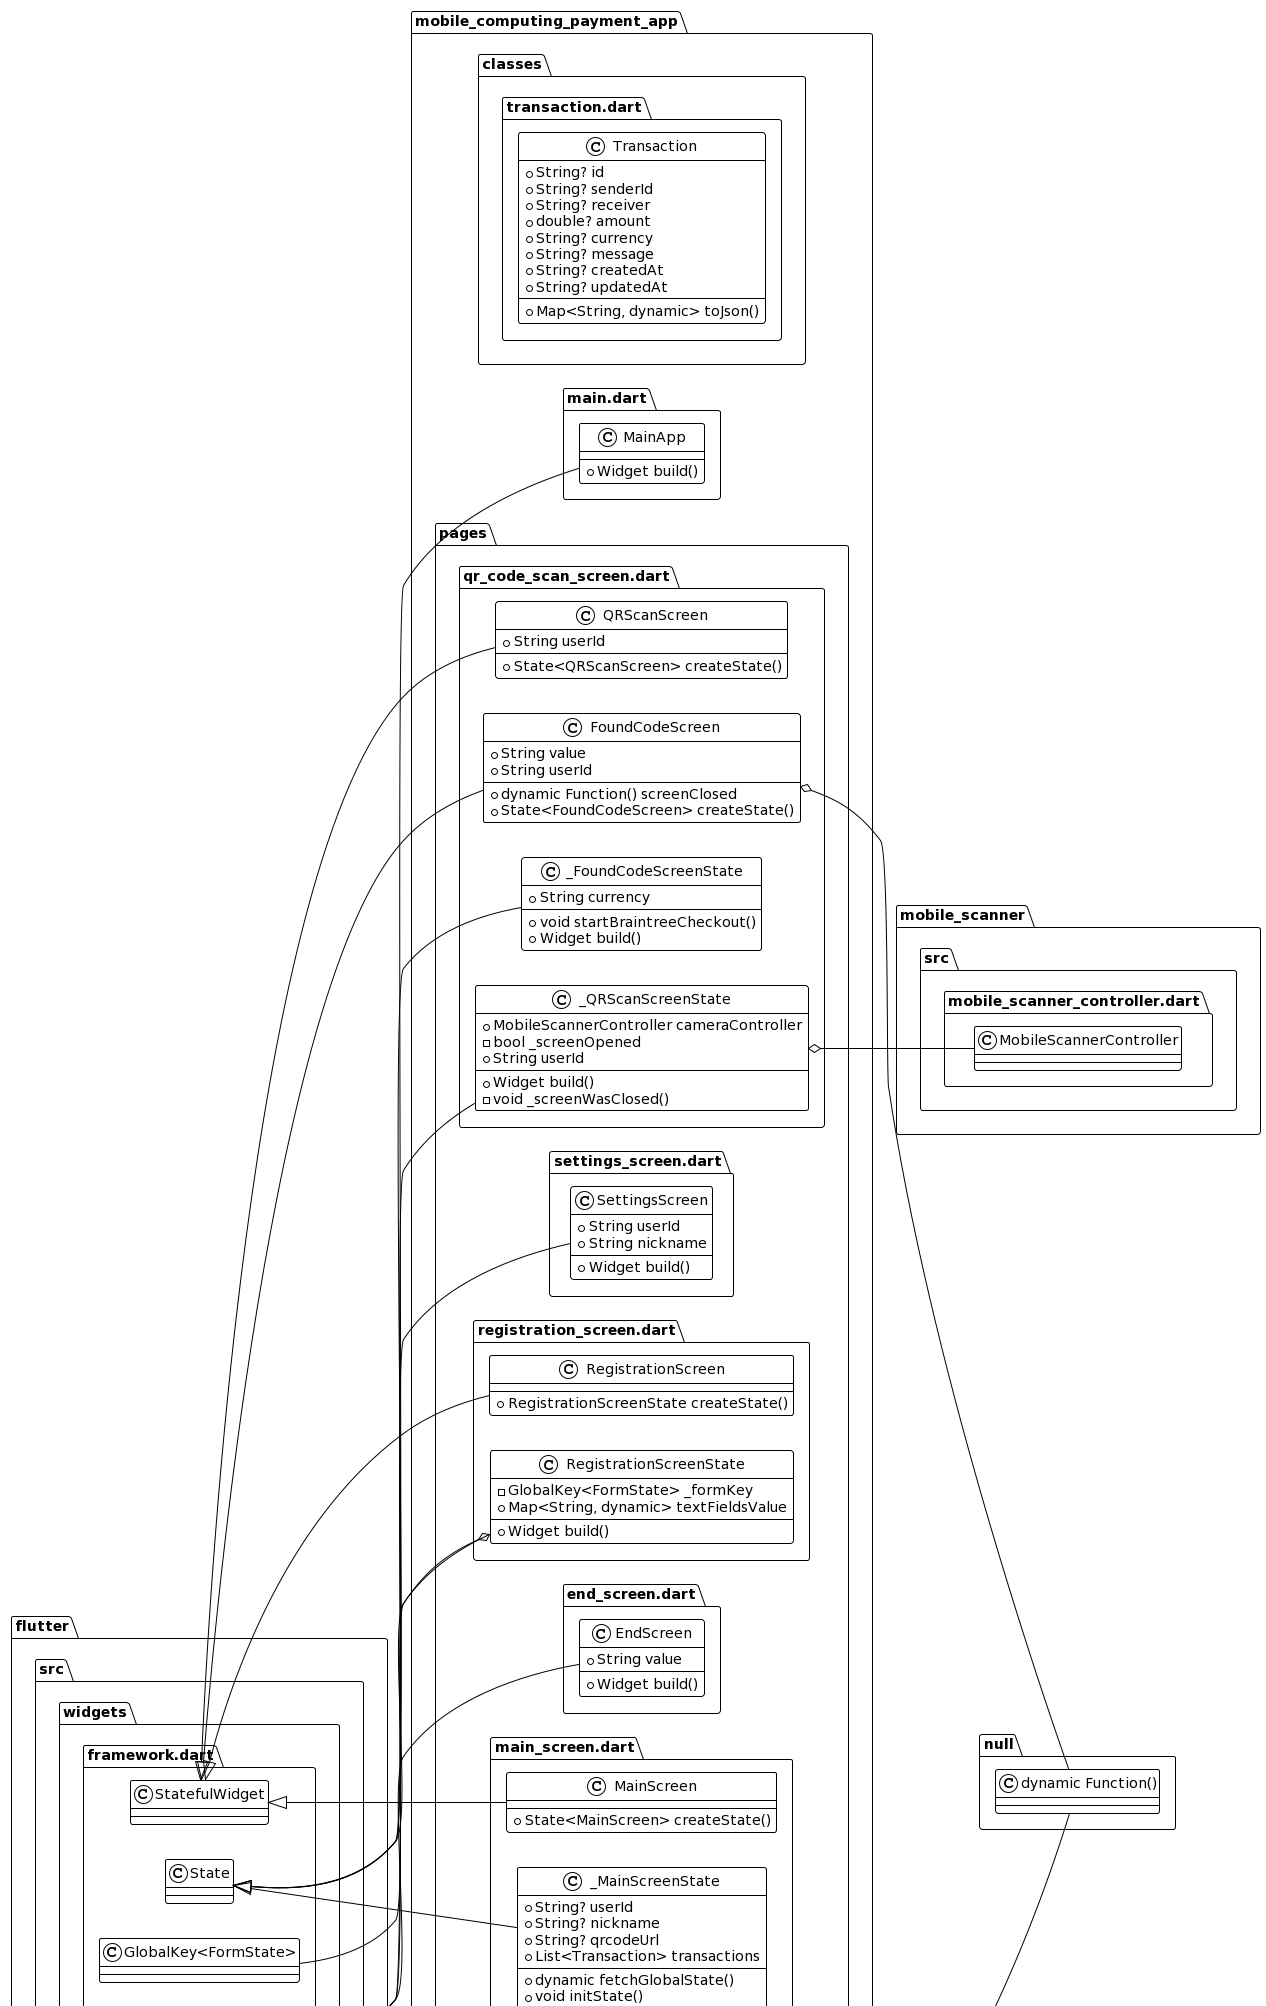 mobile_computing_payment_app
classes
transaction.dart
C Transaction
String? id
String? senderId
String? receiver
double? amount
String? currency
String? message
String? createdAt
String? updatedAt
Map<String, dynamic> toJson()
main.dart
C MainApp
Widget build()
pages
qr_code_scan_screen.dart
C QRScanScreen
String userId
State<QRScanScreen> createState()
C FoundCodeScreen
String value
String userId
dynamic Function() screenClosed
State<FoundCodeScreen> createState()
C _FoundCodeScreenState
String currency
void startBraintreeCheckout()
Widget build()
C _QRScanScreenState
MobileScannerController cameraController
bool _screenOpened
String userId
Widget build()
void _screenWasClosed()
mobile_scanner
src
mobile_scanner_controller.dart
C MobileScannerController
settings_screen.dart
C SettingsScreen
String userId
String nickname
Widget build()
registration_screen.dart
C RegistrationScreen
RegistrationScreenState createState()
C RegistrationScreenState
GlobalKey<FormState> _formKey
Map<String, dynamic> textFieldsValue
Widget build()
end_screen.dart
C EndScreen
String value
Widget build()
flutter
src
widgets
framework.dart
C StatefulWidget
C State
C GlobalKey<FormState>
main_screen.dart
C MainScreen
State<MainScreen> createState()
C _MainScreenState
String? userId
String? nickname
String? qrcodeUrl
List<Transaction> transactions
dynamic fetchGlobalState()
void initState()
null
C dynamic Function()